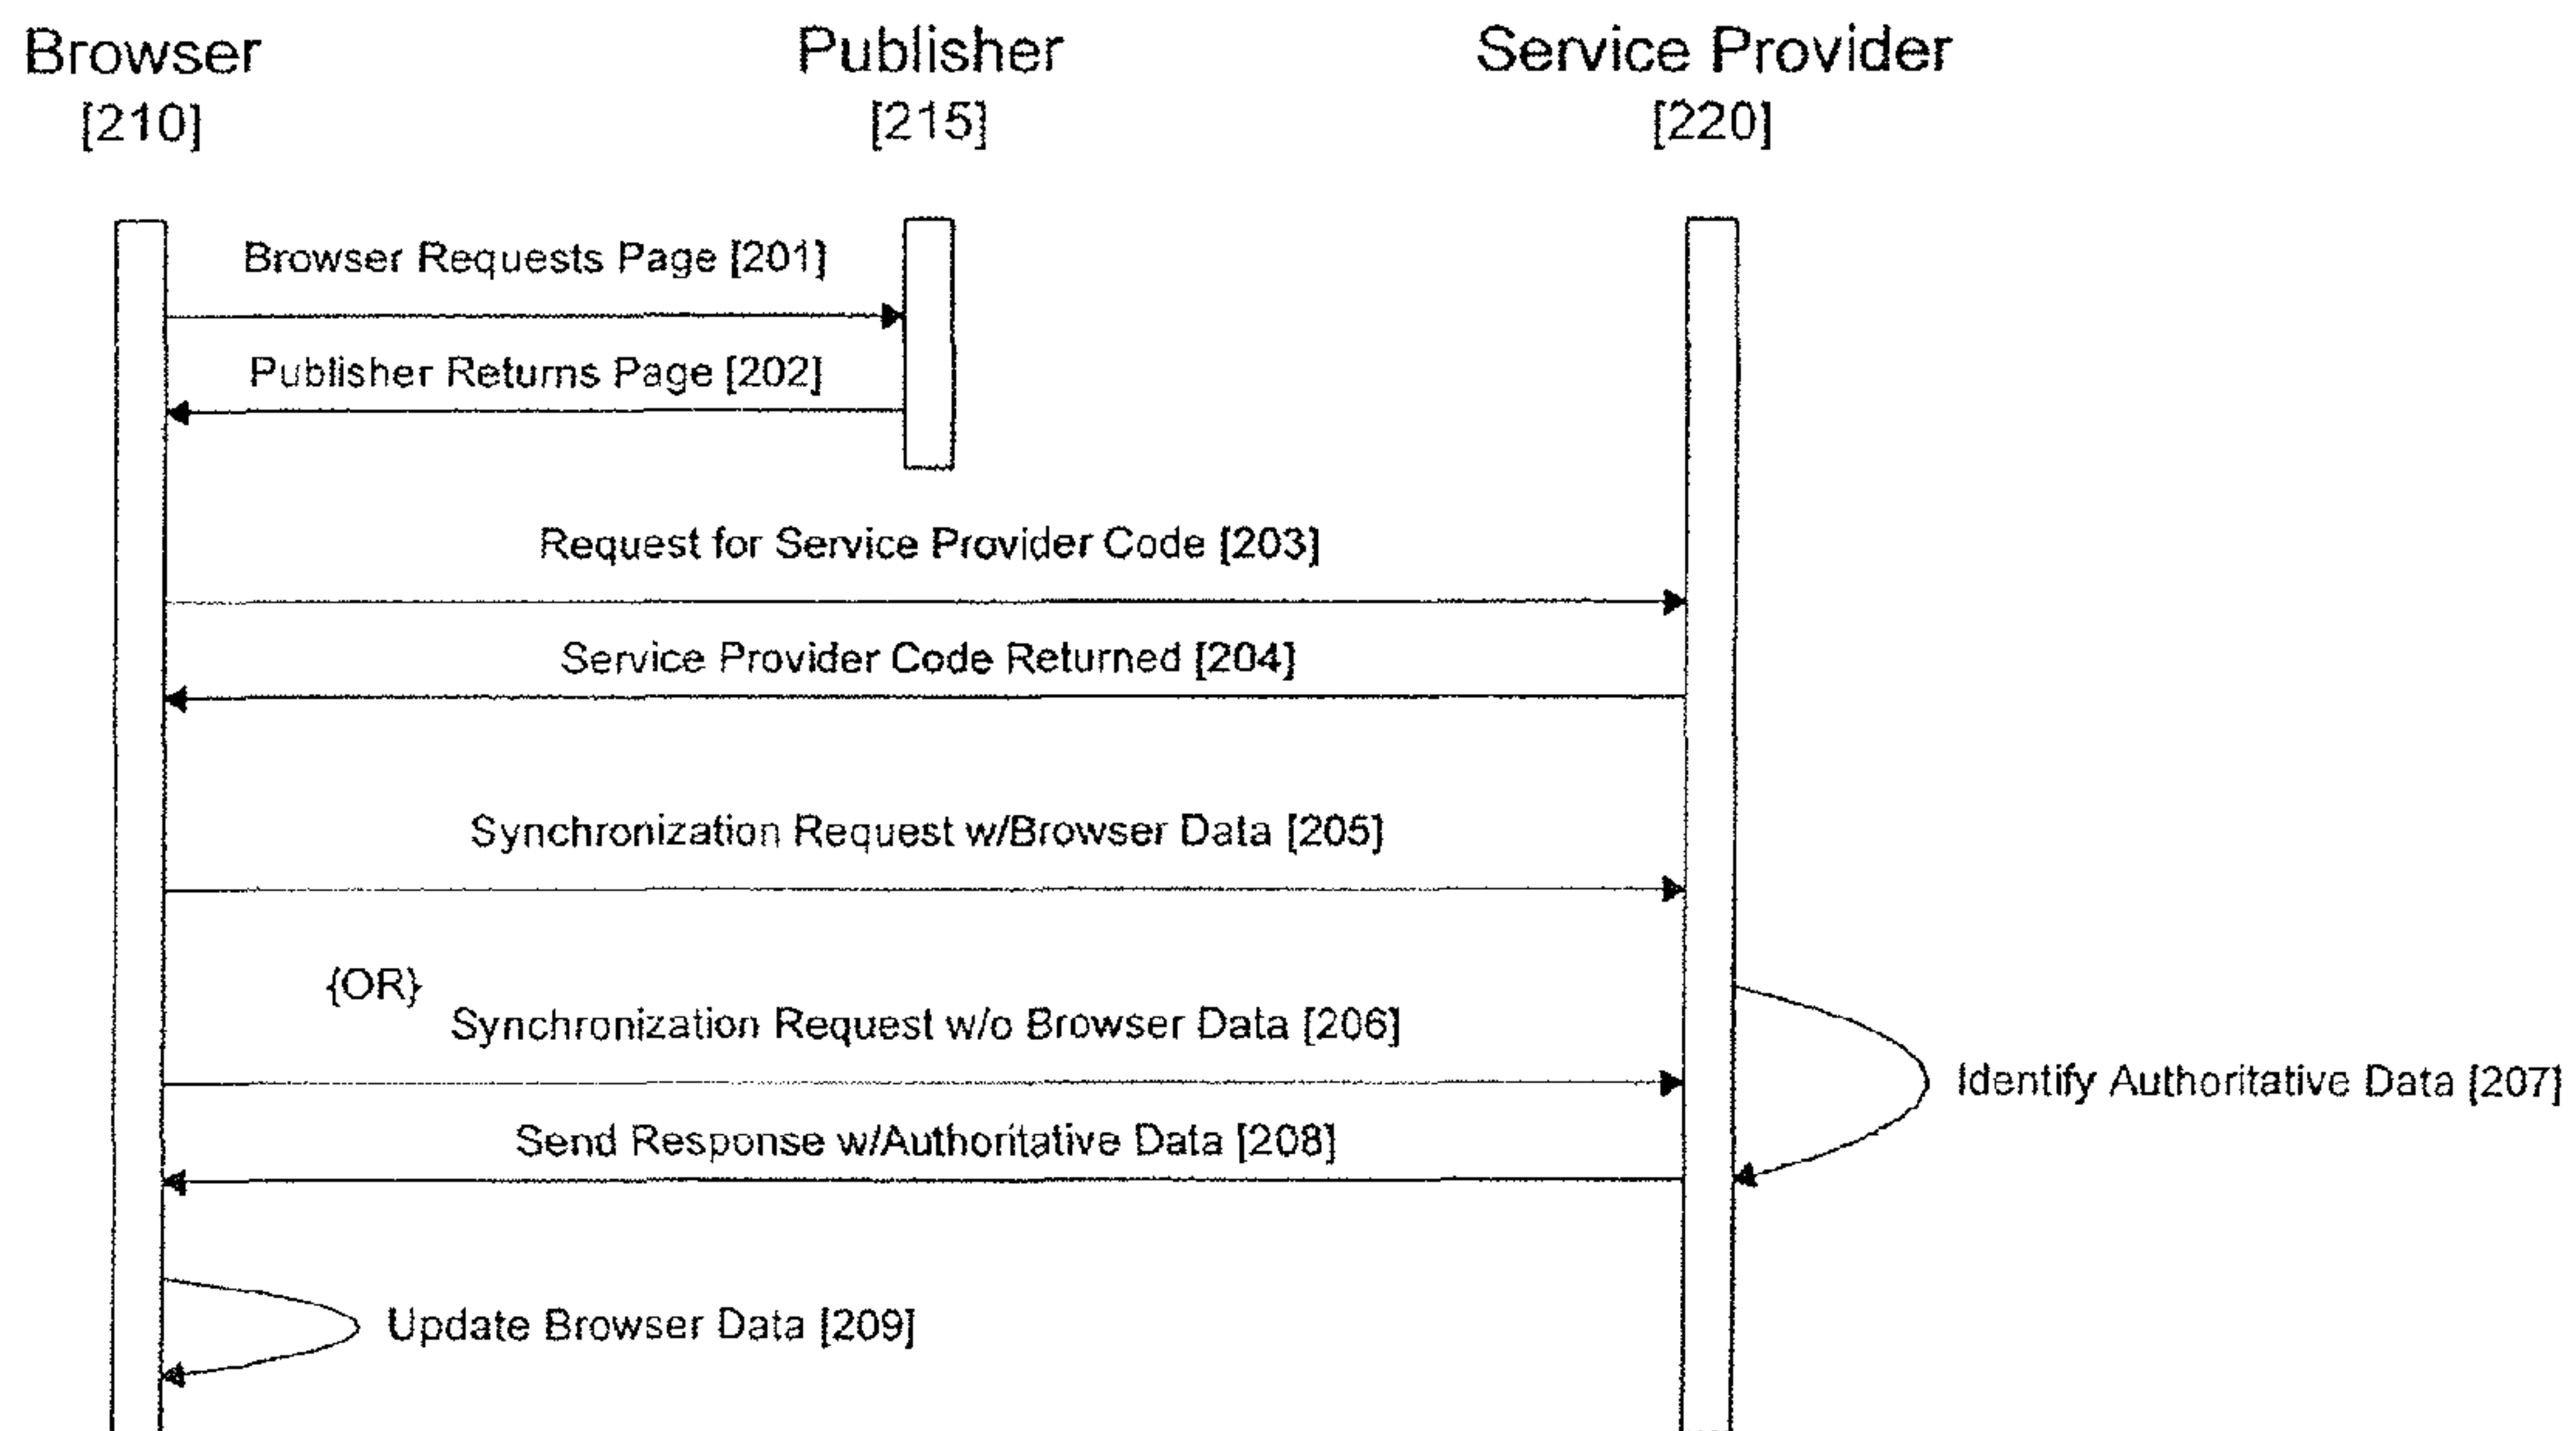 Browser
[210]
Publisher
[215]
Service Provider
[220]
Browser Requests Page [201]
Publisher Returns Page [202]
Request for Service Provider Code [203]
Service Provider Code Returned [204]
Synchronization Request w/Browser Data [205]
{OR}
Synchronization Request w/o Browser Data [206]
Identify Authoritative Data [207]
Send Response w/Authoritative Data [208]
Update Browser Data [209]